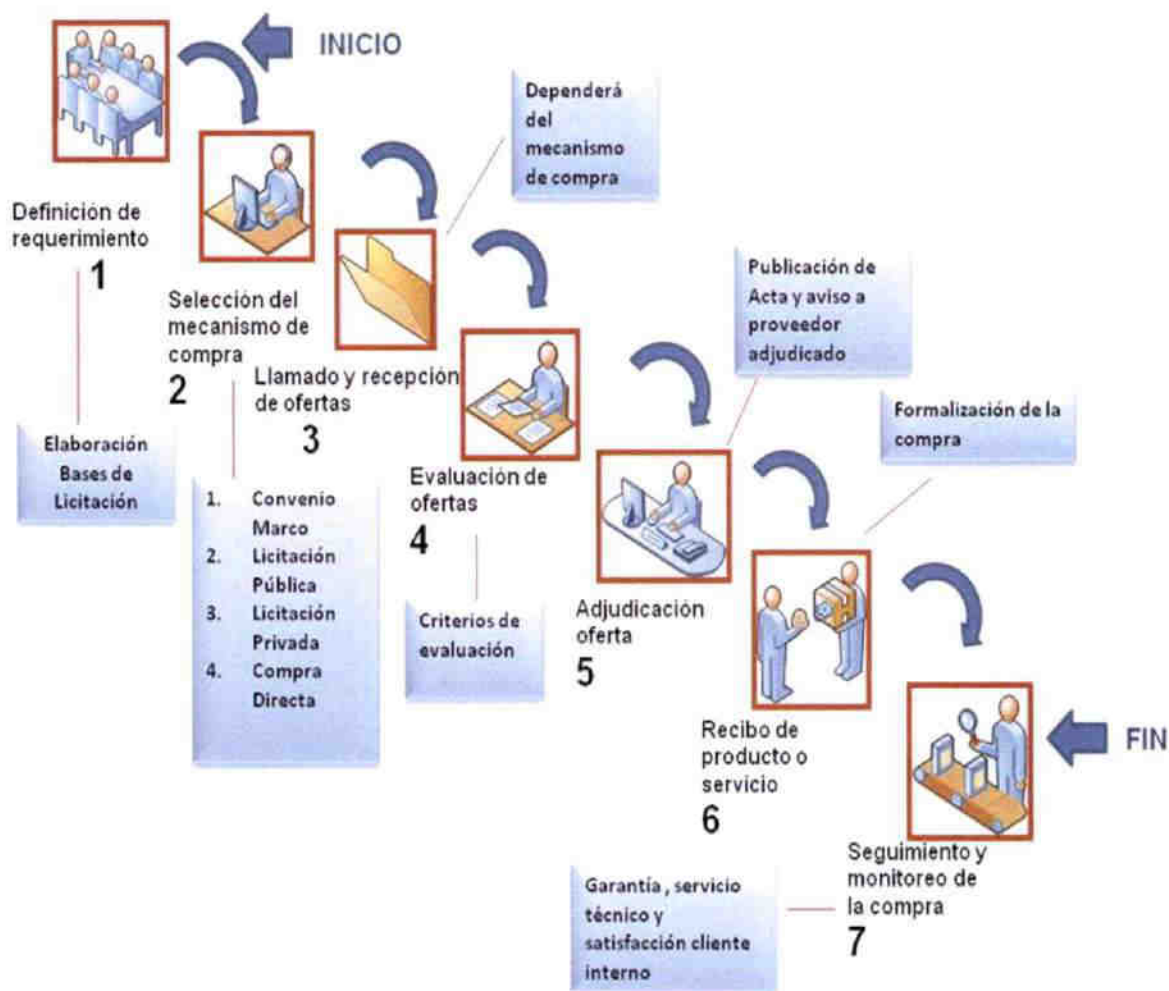 INICIO
Definición de
requerimiento
1
Elaboración
Bases de
Licitación
Selección del
mecanismo de
compra
2
1. Convenio
Marco
2. Licitación
Pública
3. Licitación
Privada
4. Compra
Directa
Dependerá
del
mecanismo
de compra
Llamado y recepción
de ofertas
3
Evaluación de
ofertas
4
Criterios de
evaluación
Publicación de
Acta y aviso a
proveedor
adjudicado
Adjudicación
oferta
5
Formalización de la
compra
Recibo de
producto o
servicio
6
FIN
Seguimiento y
monitoreo de
la compra
7
Garantía , servicio
técnico y
satisfacción cliente
interno